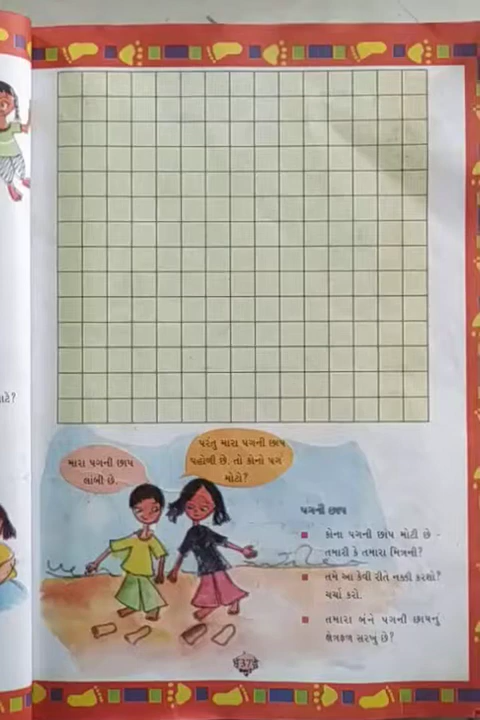 મારા પગની છાપ
લાંબી છે.
પરંતુ મારા પગની છાપ
પહોળી છે. તો કોનો પગ
મોટો?
પગની છાપ
કોના પગની છાપ મોટી છે -
તમારી કે તમારા મિત્રની?
તમે આ કેવી રીતે નક્કી કરશો?
ચર્ચા કરો.
તમારા બંને પગની છાપનું
ક્ષેત્રફળ સરખું છે?
37